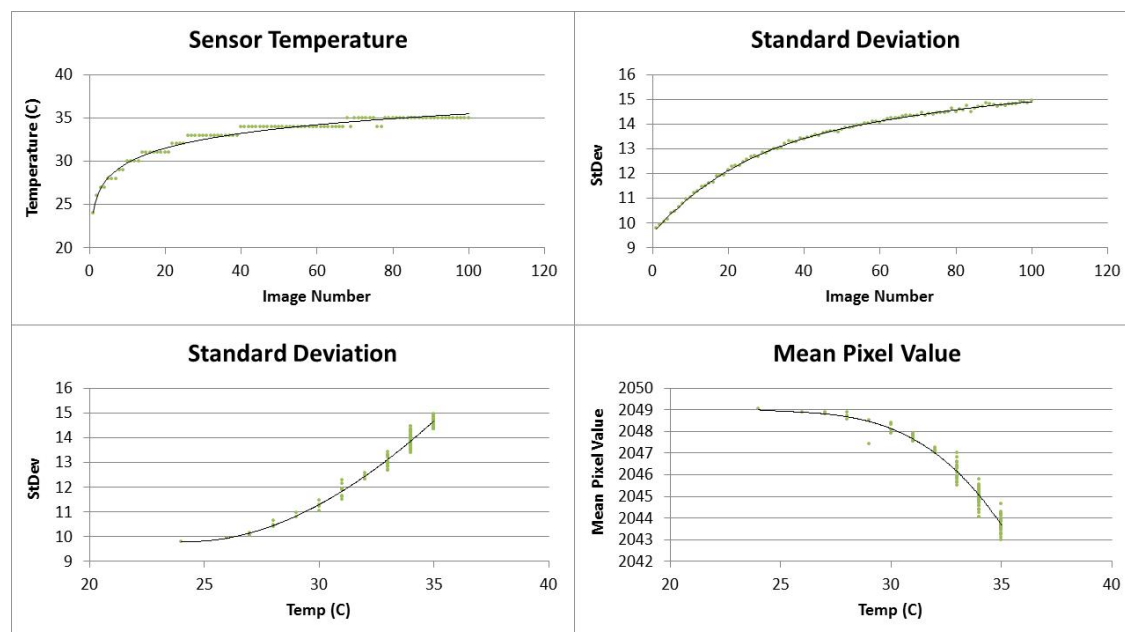 Sensor Temperature
40
35
30
25
20
Temperature (C)
0 20 40 60 80 100 120
Image Number
Standard Deviation
16
15
14
13
12
11
10
9
StDev
0 20 40 60 80 100 120
Image Number
Standard Deviation
16
15
14
13
12
11
10
9
StDev
20 25 30 35 40
Temp (C)
Mean Pixel Value
2050
2049
2048
2047
2046
2045
2044
2043
2042
Mean Pixel Value
20 25 30 35 40
Temp (C)